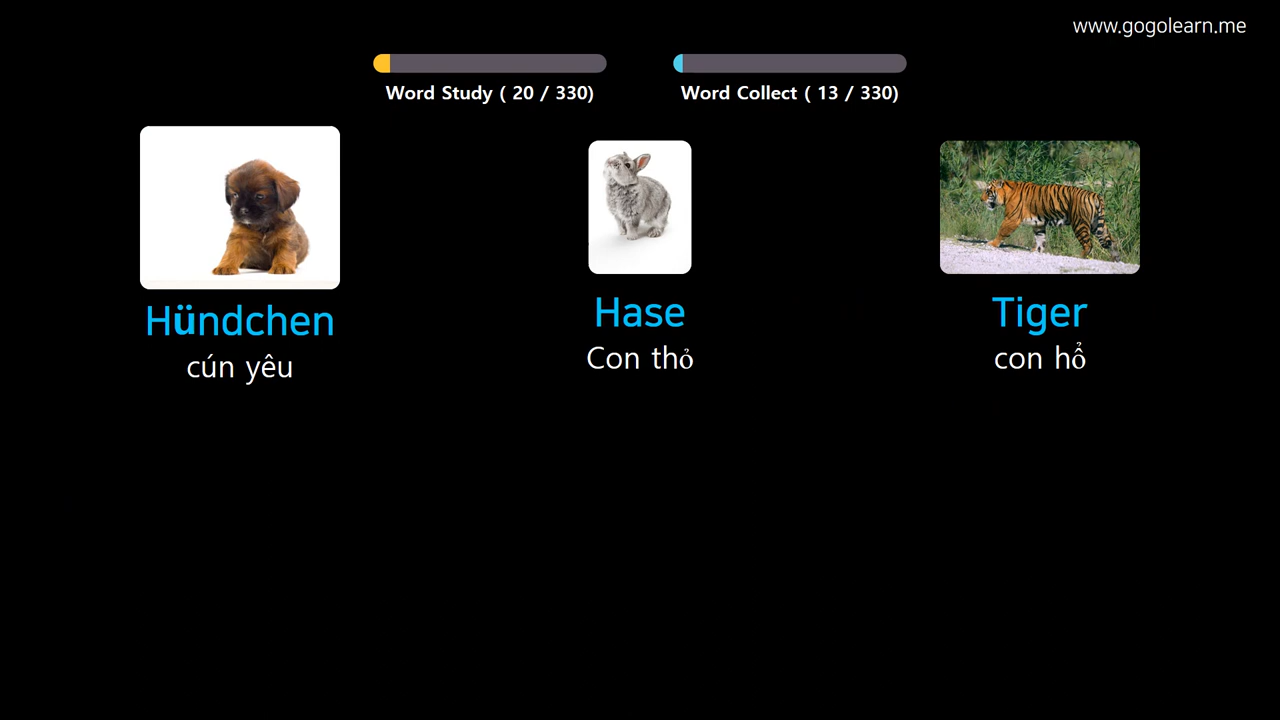 www.gogolearn.me
Word Study ( 20 / 330)
Word Collect ( 13 / 330)
Hündchen
cún yêu
Hase
Con thỏ
Tiger
con hổ